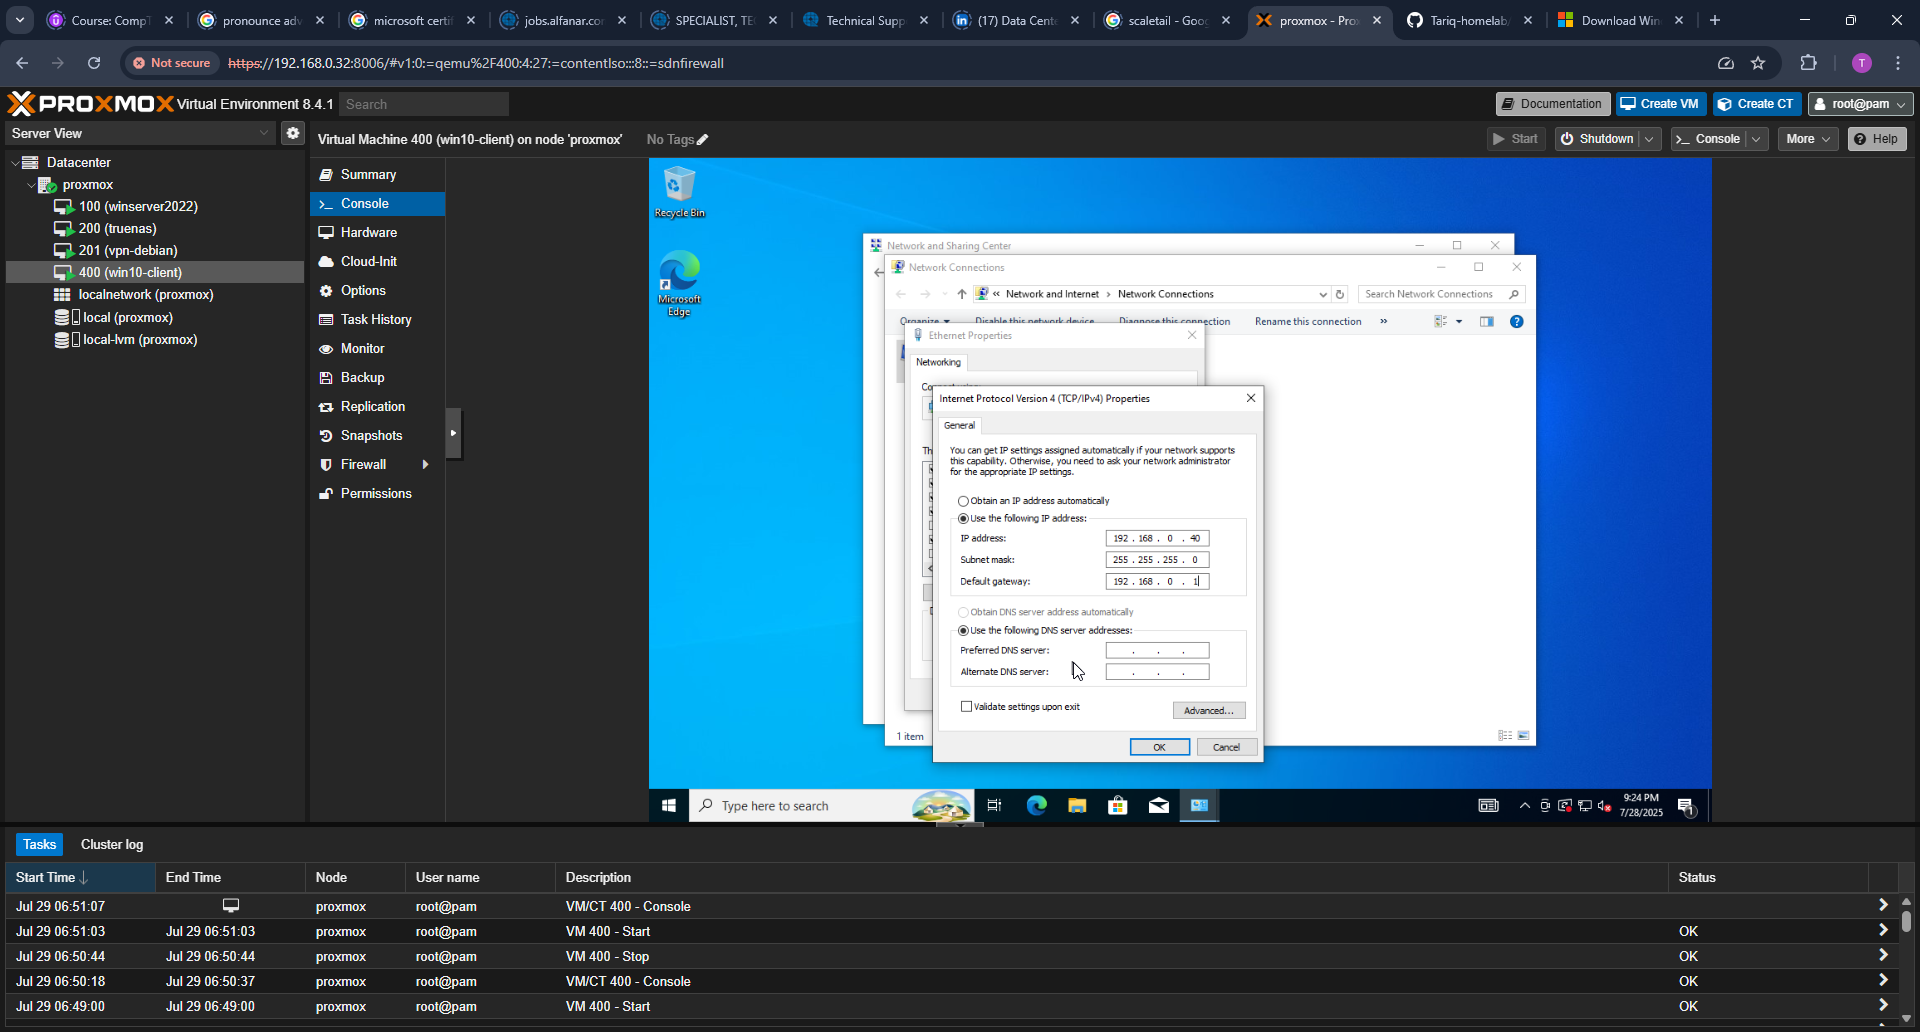 Course: Comp
pronounce adv
microsoft certif
jobs.alfanar.co
SPECIALIST, TE
Technical Supp
(17) Data Cent
scaletail - Goo
proxmox - Pro
Tariq-homelab
Download Win
Not secure
https://192.168.0.32:8006/#v1:0:=qemu%2F400:4:27:=contentIso:::8::=sdnfirewall
T
PROXMOX Virtual Environment 8.4.1
Search
Documentation
Create VM
Create CT
root@pam
Server View
Virtual Machine 400 (win10-client) on node 'proxmox'
No Tags
Start
Shutdown
Console
More
Help
Datacenter
proxmox
100 (winserver2022)
200 (truenas)
201 (vpn-debian)
400 (win10-client)
localnetwork (proxmox)
local (proxmox)
local-lvm (proxmox)
Summary
Console
Hardware
Cloud-Init
Options
Task History
Monitor
Backup
Replication
Snapshots
Firewall
Permissions
Recycle Bin
Microsoft
Edge
Network and Sharing Center
Network Connections
« Network and Internet › Network Connections
Search Network Connections
Organize
Disable this network device
Diagnose this connection
Rename this connection
»
Ethernet Properties
Networking
Internet Protocol Version 4 (TCP/IPv4) Properties
General
You can get IP settings assigned automatically if your network supports
this capability. Otherwise, you need to ask your network administrator
for the appropriate IP settings.
Obtain an IP address automatically
Use the following IP address:
IP address: 192 . 168 . 0 . 40
Subnet mask: 255 . 255 . 255 . 0
Default gateway: 192 . 168 . 0 . 1
Obtain DNS server address automatically
Use the following DNS server addresses:
Preferred DNS server: . . .
Alternate DNS server: . . .
Validate settings upon exit
Advanced...
OK
Cancel
1 item
Type here to search
9:24 PM
7/28/2025
1
Tasks
Cluster log
Start Time ↓ End Time Node User name Description Status
Jul 29 06:51:07 proxmox root@pam VM/CT 400 - Console
Jul 29 06:51:03 Jul 29 06:51:03 proxmox root@pam VM 400 - Start OK
Jul 29 06:50:44 Jul 29 06:50:44 proxmox root@pam VM 400 - Stop OK
Jul 29 06:50:18 Jul 29 06:50:37 proxmox root@pam VM/CT 400 - Console OK
Jul 29 06:49:00 Jul 29 06:49:00 proxmox root@pam VM 400 - Start OK